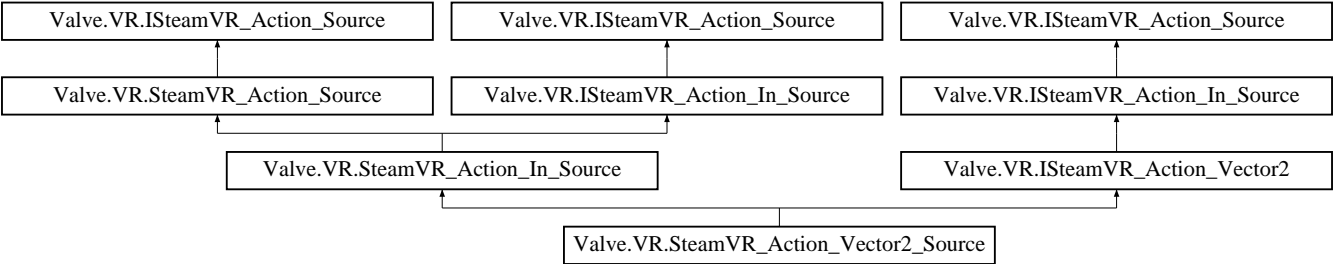 Valve.VR.ISteamVR_Action_Source
Valve.VR.ISteamVR_Action_Source
Valve.VR.ISteamVR_Action_Source
Valve.VR.SteamVR_Action_Source
Valve.VR.ISteamVR_Action_In_Source
Valve.VR.ISteamVR_Action_In_Source
Valve.VR.SteamVR_Action_In_Source
Valve.VR.ISteamVR_Action_Vector2
Valve.VR.SteamVR_Action_Vector2_Source